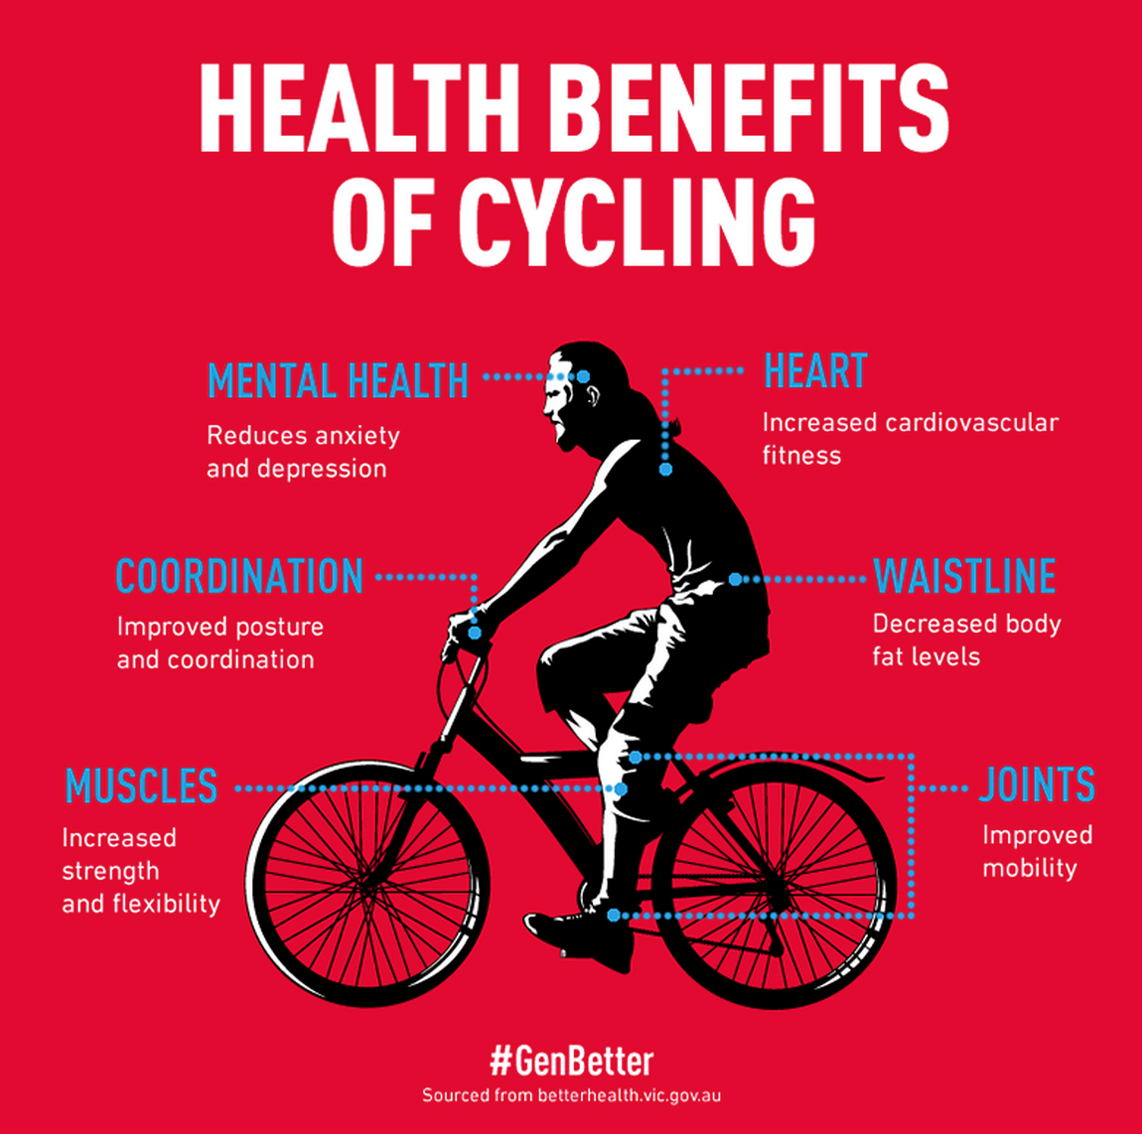 HEALTH BENEFITS
OF CYCLING
MENTAL HEALTH
Reduces anxiety
and depression
HEART
Increased cardiovascular
fitness
COORDINATION
Improved posture
and coordination
WAISTLINE
Decreased body
fat levels
MUSCLES
Increased
strength
and flexibility
JOINTS
Improved
mobility
#GenBetter
Sourced from betterhealth.vic.gov.au